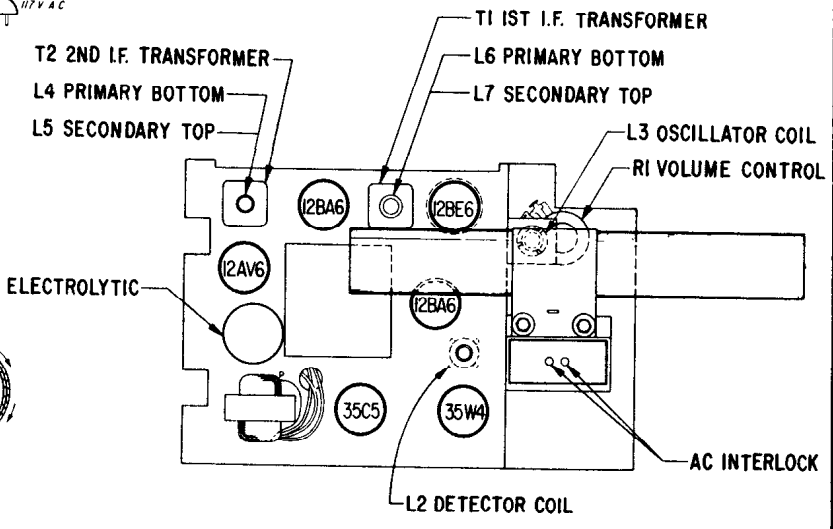 117 V A C
T1 1ST I.F. TRANSFORMER
T2 2ND I.F. TRANSFORMER
L6 PRIMARY BOTTOM
L4 PRIMARY BOTTOM
L7 SECONDARY TOP
L5 SECONDARY TOP
L3 OSCILLATOR COIL
R1 VOLUME CONTROL
12BA6
12BE6
12AV6
ELECTROLYTIC
12BA6
35C5
35W4
AC INTERLOCK
L2 DETECTOR COIL